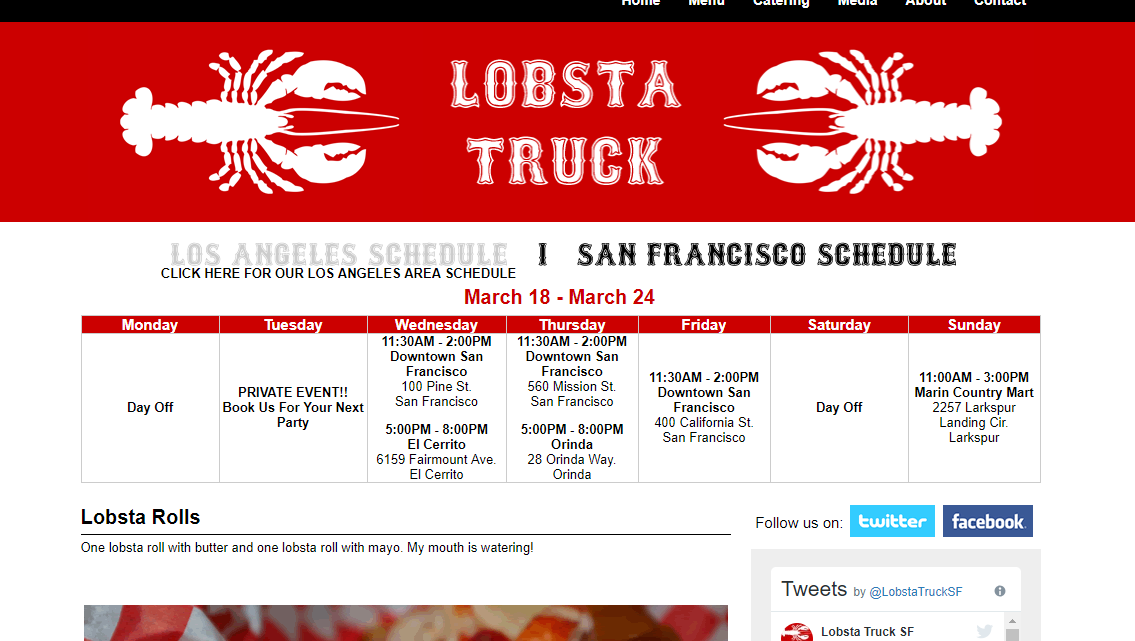 Home Menu Catering Media About Contact
LOBSTA
TRUCK
LOS ANGELES SCHEDULE | SAN FRANCISCO SCHEDULE
CLICK HERE FOR OUR LOS ANGELES AREA SCHEDULE
March 18 - March 24
Monday Tuesday Wednesday Thursday Friday Saturday Sunday
Day Off
PRIVATE EVENT!!
Book Us For Your Next
Party
11:30AM - 2:00PM
Downtown San
Francisco
100 Pine St.
San Francisco
5:00PM - 8:00PM
El Cerrito
6159 Fairmount Ave.
El Cerrito
11:30AM - 2:00PM
Downtown San
Francisco
560 Mission St.
San Francisco
5:00PM - 8:00PM
Orinda
28 Orinda Way.
Orinda
11:30AM - 2:00PM
Downtown San
Francisco
400 California St.
San Francisco
Day Off
11:00AM - 3:00PM
Marin Country Mart
2257 Larkspur
Landing Cir.
Larkspur
Lobsta Rolls
One lobsta roll with butter and one lobsta roll with mayo. My mouth is watering!
Follow us on: twitter facebook
Tweets by @LobstaTruckSF
Lobsta Truck SF